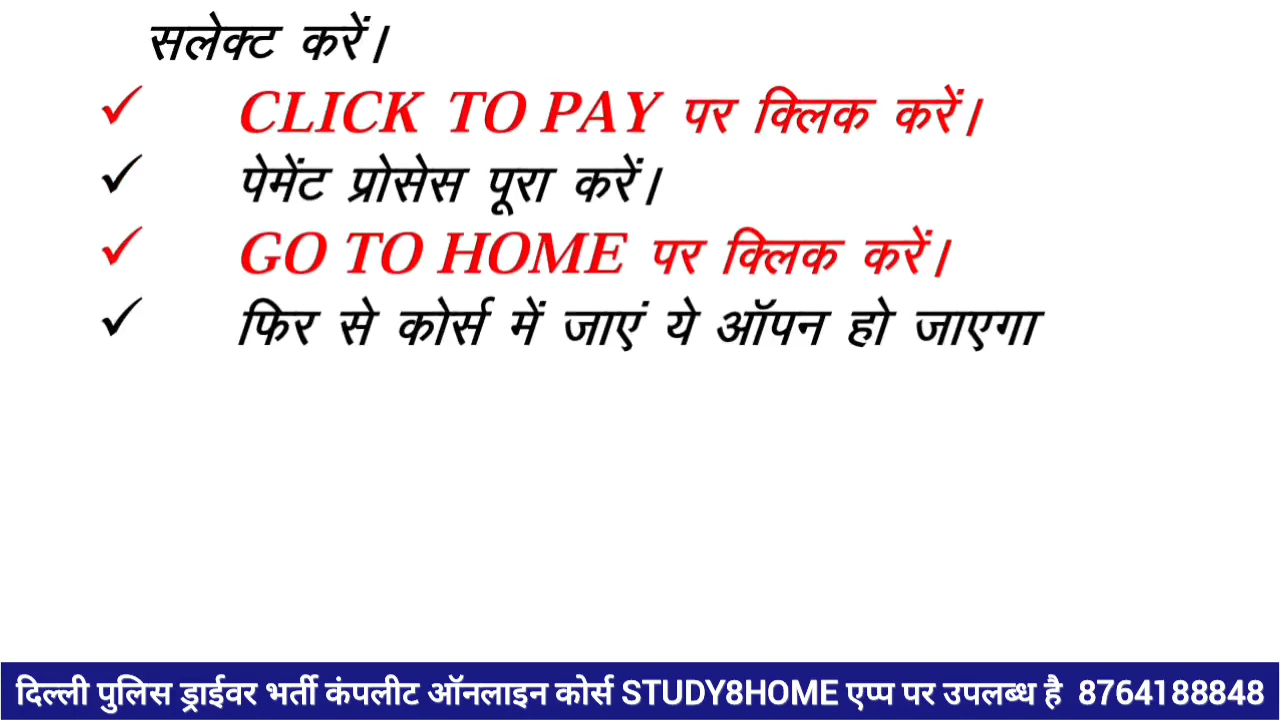 सलेक्ट करें।
✓ CLICK TO PAY पर क्लिक करें।
✓ पेमेंट प्रोसेस पूरा करें।
✓ GO TO HOME पर क्लिक करें।
✓ फिर से कोर्स में जाएं ये ऑपन हो जाएगा
दिल्ली पुलिस ड्राईवर भर्ती कंपलीट ऑनलाइन कोर्स STUDY8HOME एप्प पर उपलब्ध है 8764188848